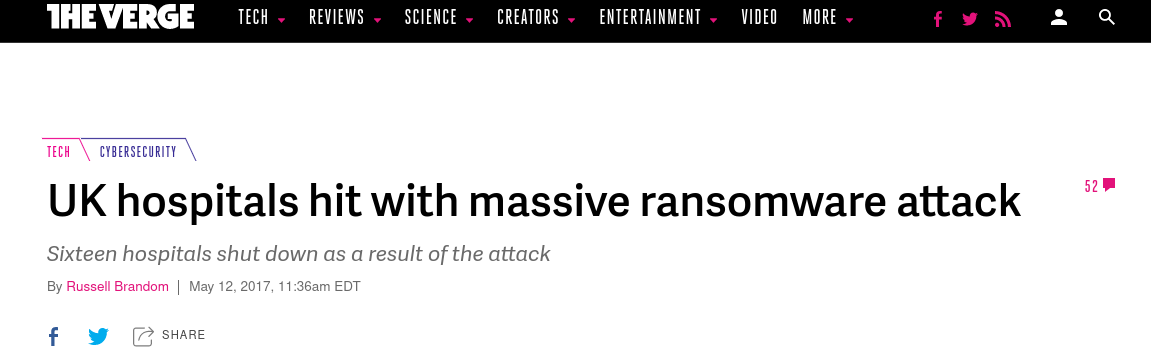 THE VERGE TECH REVIEWS SCIENCE CREATORS ENTERTAINMENT VIDEO MORE
TECH CYBERSECURITY
UK hospitals hit with massive ransomware attack 52
Sixteen hospitals shut down as a result of the attack
By Russell Brandom | May 12, 2017, 11:36am EDT
SHARE